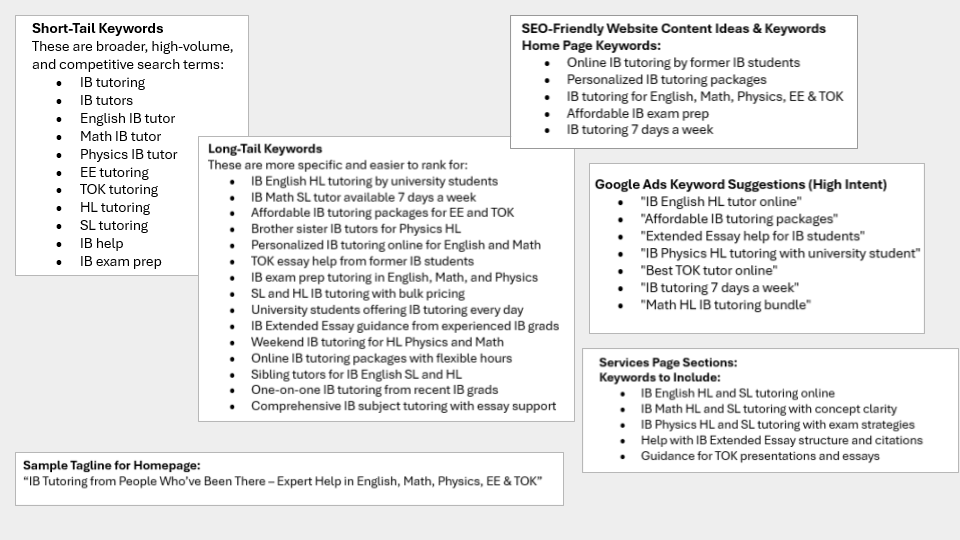 Short-Tail Keywords
These are broader, high-volume,
and competitive search terms:
• IB tutoring
• IB tutors
• English IB tutor
• Math IB tutor
• Physics IB tutor
• EE tutoring
• TOK tutoring
• HL tutoring
• SL tutoring
• IB help
• IB exam prep
Long-Tail Keywords
These are more specific and easier to rank for:
• IB English HL tutoring by university students
• IB Math SL tutor available 7 days a week
• Affordable IB tutoring packages for EE and TOK
• Brother sister IB tutors for Physics HL
• Personalized IB tutoring online for English and Math
• TOK essay help from former IB students
• IB exam prep tutoring in English, Math, and Physics
• SL and HL IB tutoring with bulk pricing
• University students offering IB tutoring every day
• IB Extended Essay guidance from experienced IB grads
• Weekend IB tutoring for HL Physics and Math
• Online IB tutoring packages with flexible hours
• Sibling tutors for IB English SL and HL
• One-on-one IB tutoring from recent IB grads
• Comprehensive IB subject tutoring with essay support
SEO-Friendly Website Content Ideas & Keywords
Home Page Keywords:
• Online IB tutoring by former IB students
• Personalized IB tutoring packages
• IB tutoring for English, Math, Physics, EE & TOK
• Affordable IB exam prep
• IB tutoring 7 days a week
Google Ads Keyword Suggestions (High Intent)
• "IB English HL tutor online"
• "Affordable IB tutoring packages"
• "Extended Essay help for IB students"
• "IB Physics HL tutoring with university student"
• "Best TOK tutor online"
• "IB tutoring 7 days a week"
• "Math HL IB tutoring bundle"
Services Page Sections:
Keywords to Include:
• IB English HL and SL tutoring online
• IB Math HL and SL tutoring with concept clarity
• IB Physics HL and SL tutoring with exam strategies
• Help with IB Extended Essay structure and citations
• Guidance for TOK presentations and essays
Sample Tagline for Homepage:
“IB Tutoring from People Who’ve Been There – Expert Help in English, Math, Physics, EE & TOK”